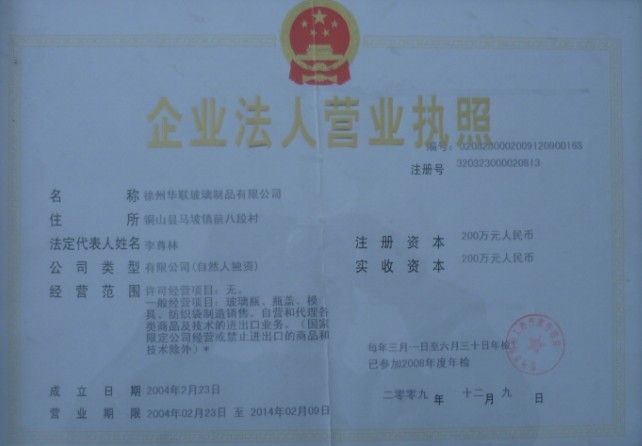 企业法人营业执照
编号：320320000200912090016S
注册号 320323000020813
名 称 徐州华联玻璃制品有限公司
住 所 铜山县马坡镇前八段村
法定代表人姓名 李尊林
注 册 资 本 200万元人民币
公 司 类 型 有限公司(自然人独资)
实 收 资 本 200万元人民币
经 营 范 围 许可经营项目：无。
一般经营项目：玻璃瓶、瓶盖、模
具、纺织袋制造销售、自营和代理各
类商品及技术的进出口业务。（国家
限定公司经营或禁止进出口的商品和
技术除外）*
每年三月一日至六月三十日年检
已参加2008年度年检
成 立 日 期 2004年2月23日
二〇〇九 年 十二 月 九 日
营 业 期 限 2004年02月23日 至 2014年02月09日